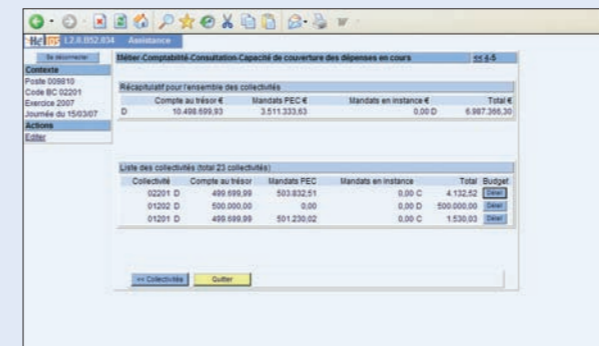 Hélios 1.2.6.052.034 Assistance
Se déconnecter
Métier-Comptabilité-Consultation-Capacité de couverture des dépenses en cours << 4-5
Contexte
Poste 009810
Code BC 02201
Exercice 2007
Journée du 15/03/07
Actions
Editer
Récapitulatif pour l'ensemble des collectivités
Compte au trésor € Mandats PEC € Mandats en instance € Total €
D 10.498.699,93 3.511.333,63 0,00 D 6.987.366,30
Liste des collectivités (total 23 collectivités)
Collectivité Compte au trésor Mandats PEC Mandats en instance Total Budget
02201 D 499.699,99 503.832,51 0,00 C 4.132,52 Détail
01202 D 500.000,00 0,00 0,00 D 500.000,00 Détail
01201 D 499.699,99 501.230,02 0,00 C 1.530,03 Détail
<< Collectivités Quitter